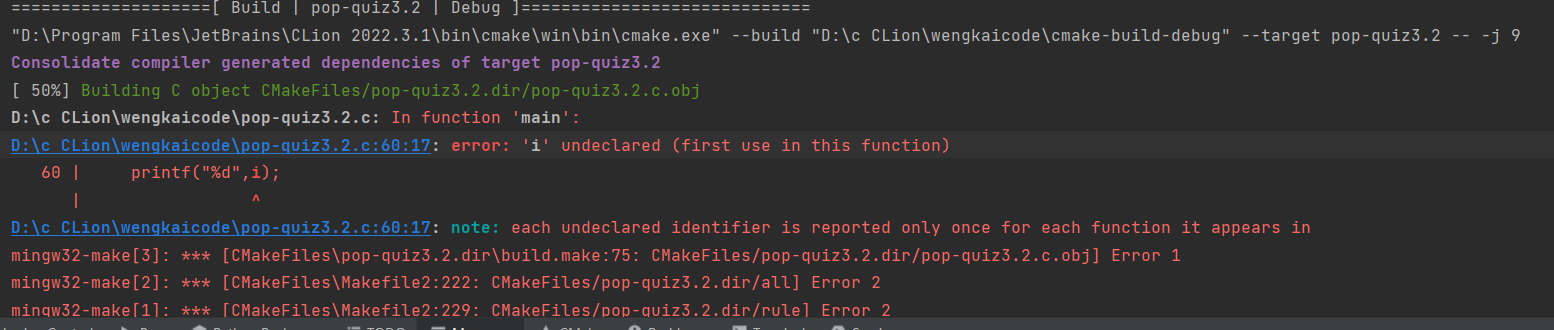 ====================[ Build | pop-quiz3.2 | Debug ]=============================
"D:\Program Files\JetBrains\CLion 2022.3.1\bin\cmake\win\bin\cmake.exe" --build "D:\c CLion\wengkaicode\cmake-build-debug" --target pop-quiz3.2 -- -j 9
Consolidate compiler generated dependencies of target pop-quiz3.2
[ 50%] Building C object CMakeFiles/pop-quiz3.2.dir/pop-quiz3.2.c.obj
D:\c CLion\wengkaicode\pop-quiz3.2.c: In function 'main':
D:\c CLion\wengkaicode\pop-quiz3.2.c:60:17: error: 'i' undeclared (first use in this function)
   60 |     printf("%d",i);
      |                 ^
D:\c CLion\wengkaicode\pop-quiz3.2.c:60:17: note: each undeclared identifier is reported only once for each function it appears in
mingw32-make[3]: *** [CMakeFiles\pop-quiz3.2.dir\build.make:75: CMakeFiles/pop-quiz3.2.dir/pop-quiz3.2.c.obj] Error 1
mingw32-make[2]: *** [CMakeFiles\Makefile2:222: CMakeFiles/pop-quiz3.2.dir/all] Error 2
mingw32-make[1]: *** [CMakeFiles\Makefile2:229: CMakeFiles/pop-quiz3.2.dir/rule] Error 2